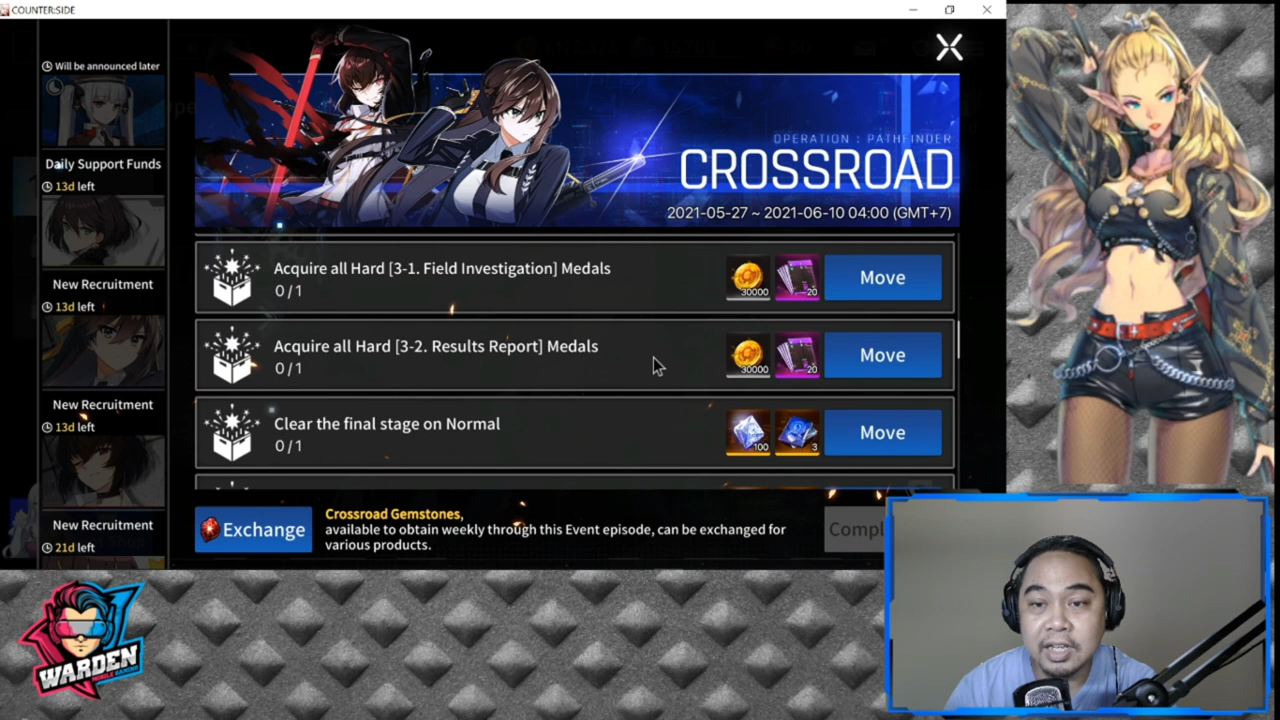 COUNTER:SIDE
Will be announced later
Daily Support Funds
13d left
New Recruitment
13d left
New Recruitment
13d left
New Recruitment
21d left
OPERATION : PATHFINDER
CROSSROAD
2021-05-27 ~ 2021-06-10 04:00 (GMT+7)
Acquire all Hard [3-1. Field Investigation] Medals
0 / 1
30000
20
Move
Acquire all Hard [3-2. Results Report] Medals
0 / 1
30000
20
Move
Clear the final stage on Normal
0 / 1
100
3
Move
Exchange
Crossroad Gemstones,
available to obtain weekly through this Event episode, can be exchanged for
various products.
Compl
WARDEN
MOBILE GAMING